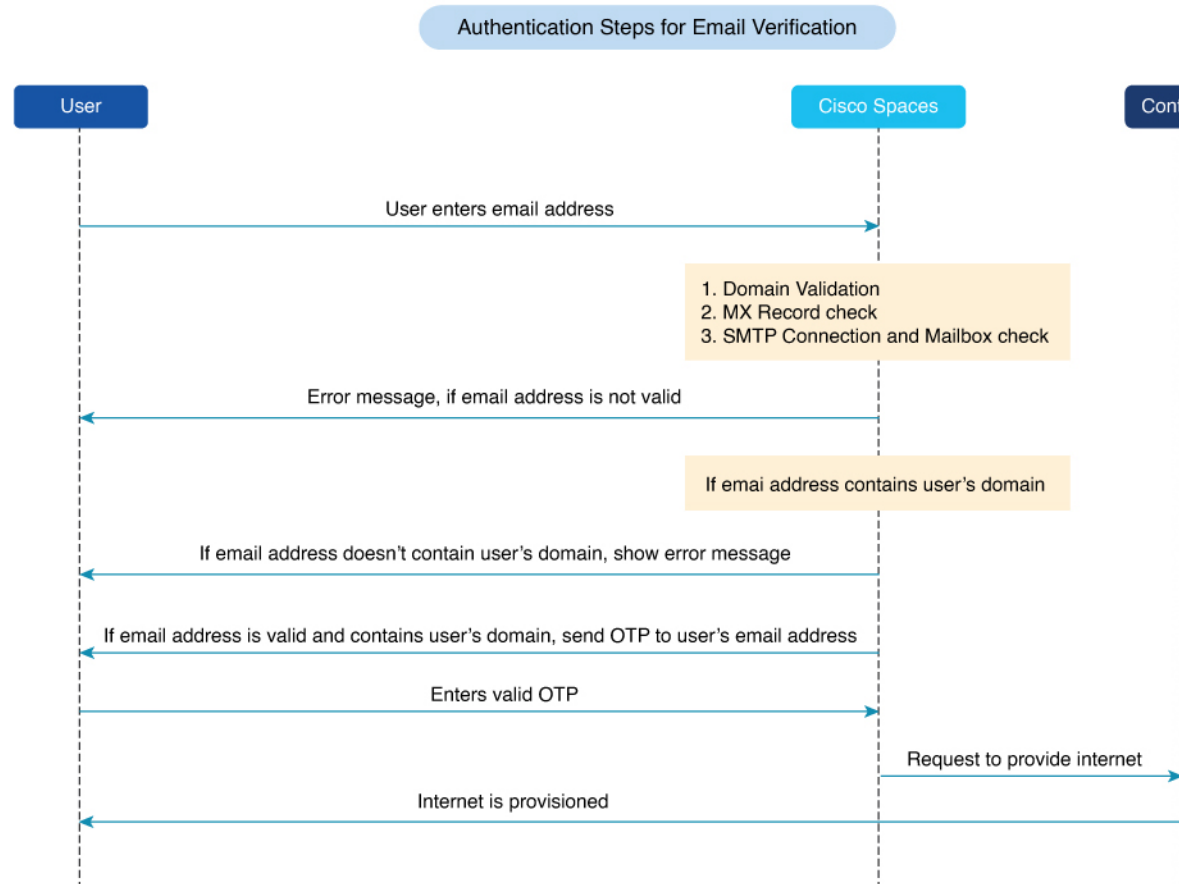 Authentication Steps for Email Verification
User
Cisco Spaces
User enters email address
1. Domain Validation
2. MX Record check
3. SMTP Connection and Mailbox check
Error message, if email address is not valid
If emai address contains user’s domain
If email address doesn’t contain user’s domain, show error message
If email address is valid and contains user’s domain, send OTP to user’s email address
Enters valid OTP
Request to provide internet
Internet is provisioned